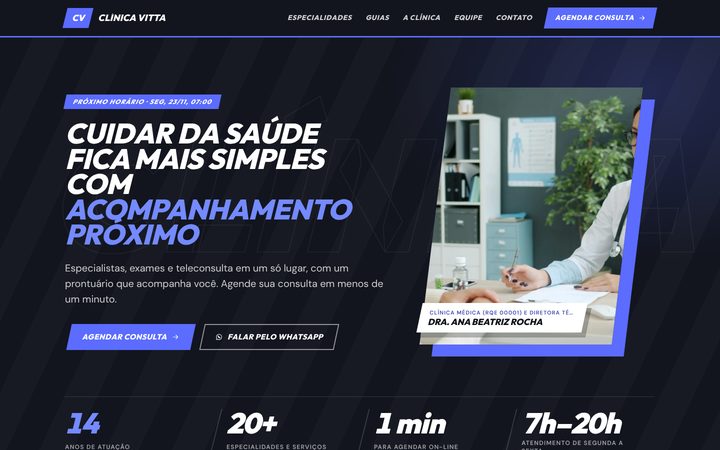 CV CLÍNICA VITTA
ESPECIALIDADES GUIAS A CLÍNICA EQUIPE CONTATO AGENDAR CONSULTA →
PRÓXIMO HORÁRIO · SEG, 23/11, 07:00
CUIDAR DA SAÚDE
FICA MAIS SIMPLES
COM
ACOMPANHAMENTO
PRÓXIMO
Especialistas, exames e teleconsulta em um só lugar, com um
prontuário que acompanha você. Agende sua consulta em menos de
um minuto.
AGENDAR CONSULTA → FALAR PELO WHATSAPP
CLÍNICA MÉDICA (RQE 00001) E DIRETORA TÉ...
DRA. ANA BEATRIZ ROCHA
14 20+ 1 min 7h–20h
ANOS DE ATUAÇÃO ESPECIALIDADES E SERVIÇOS PARA AGENDAR ON-LINE ATENDIMENTO DE SEGUNDA A